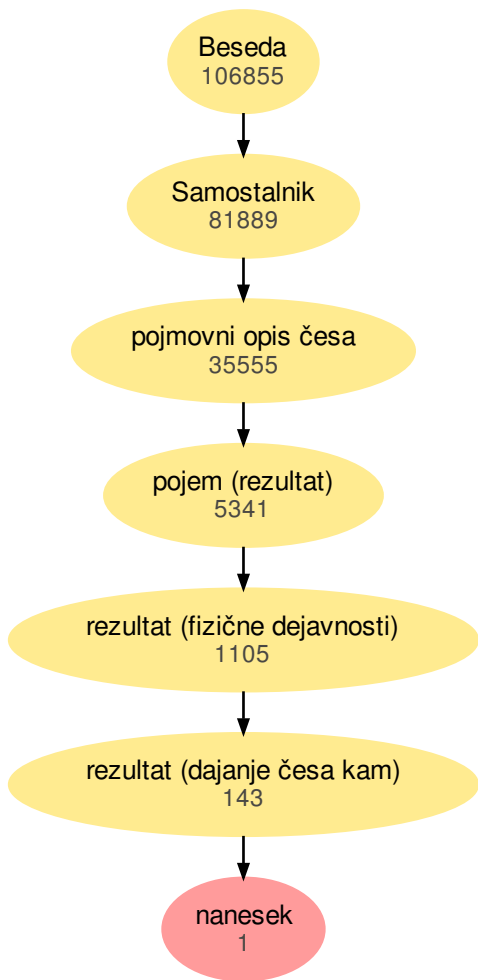 Beseda
106855
Samostalnik
81889
pojmovni opis česa
35555
pojem (rezultat)
5341
rezultat (fizične dejavnosti)
1105
rezultat (dajanje česa kam)
143
nanesek
1